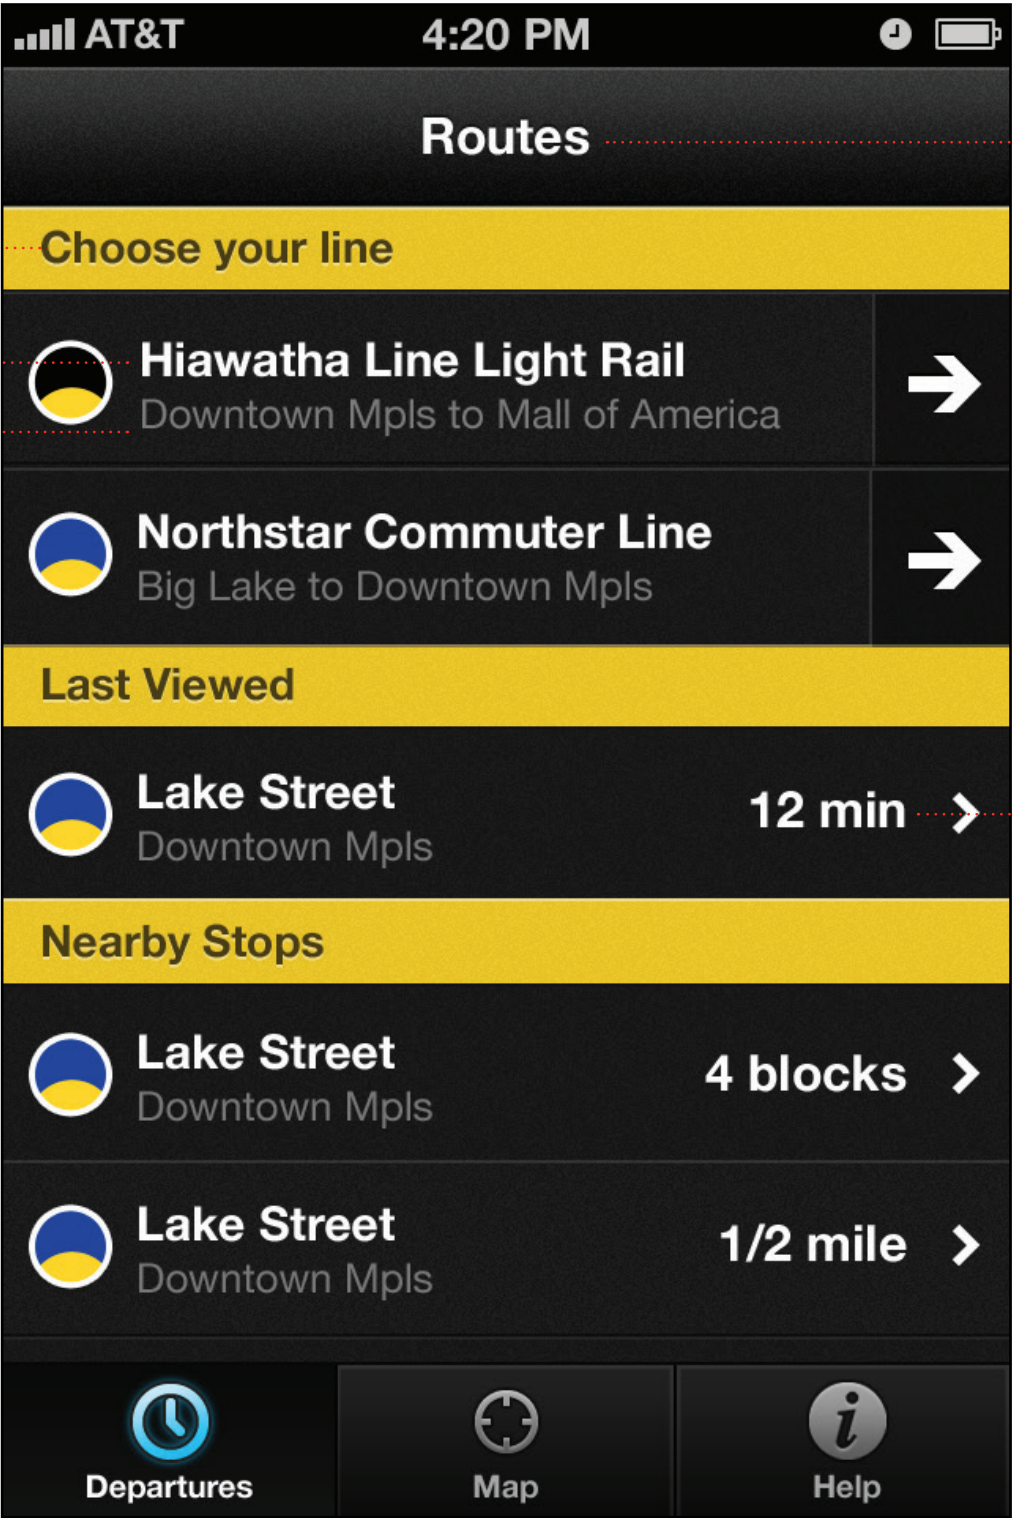 AT&T 4:20 PM
Routes
Choose your line
Hiawatha Line Light Rail
Downtown Mpls to Mall of America
Northstar Commuter Line
Big Lake to Downtown Mpls
Last Viewed
Lake Street
Downtown Mpls
12 min
Nearby Stops
Lake Street
Downtown Mpls
4 blocks
Lake Street
Downtown Mpls
1/2 mile
Departures Map Help